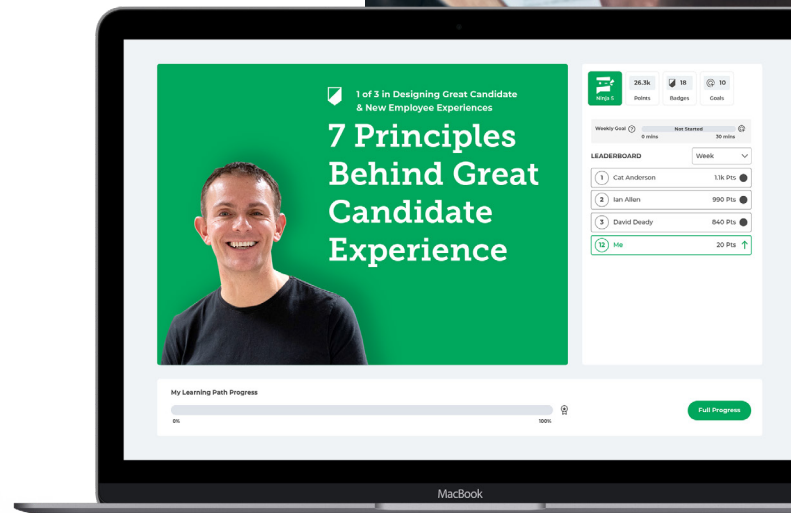 1 of 3 in Designing Great Candidate
& New Employee Experiences
7 Principles
Behind Great
Candidate
Experience
Ninja 5
26.3k
Points
18
Badges
10
Goals
Weekly Goal ?
Not Started
0 mins
30 mins
LEADERBOARD
Week
1 Cat Anderson 1.1k Pts
2 Ian Allen 990 Pts
3 David Deady 840 Pts
12 Me 20 Pts
My Learning Path Progress
0%
100%
Full Progress
MacBook